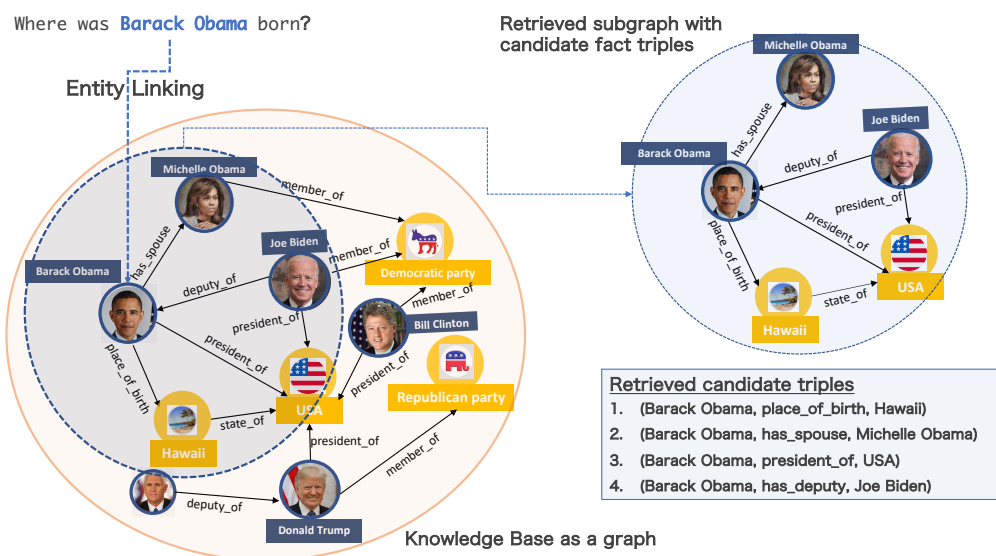 Where was Barack Obama born?
Entity Linking
Michelle Obama
member_of
has_spouse
Joe Biden
member_of
Barack Obama
deputy_of
Democratic party
member_of
president_of
Bill Clinton
place_of_birth
president_of
president_of
Republican party
USA
state_of
Hawaii
president_of
member_of
deputy_of
Donald Trump
Knowledge Base as a graph
Retrieved subgraph with
candidate fact triples
Michelle Obama
has_spouse
Joe Biden
Barack Obama
deputy_of
president_of
place_of_birth
president_of
USA
state_of
Hawaii
Retrieved candidate triples
1. (Barack Obama, place_of_birth, Hawaii)
2. (Barack Obama, has_spouse, Michelle Obama)
3. (Barack Obama, president_of, USA)
4. (Barack Obama, has_deputy, Joe Biden)